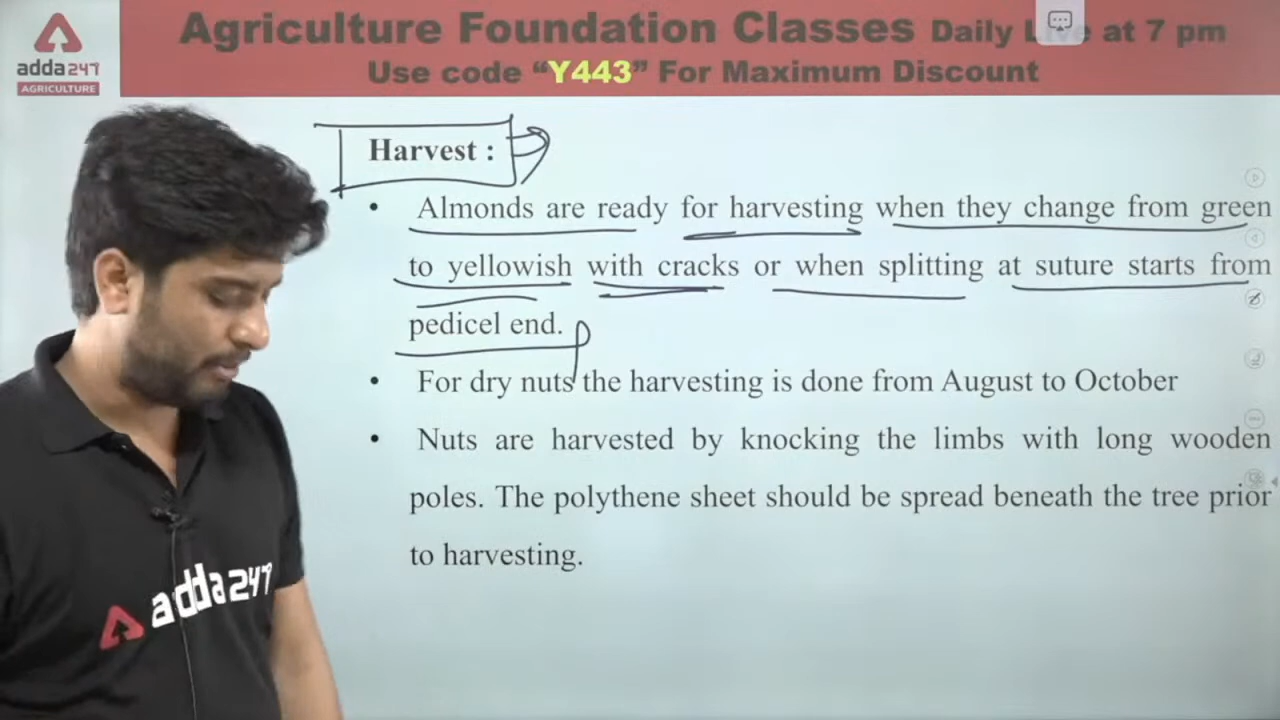 Agriculture Foundation Classes Daily Live at 7 pm
Use code “Y443” For Maximum Discount
adda247
AGRICULTURE
Harvest :
• Almonds are ready for harvesting when they change from green
to yellowish with cracks or when splitting at suture starts from
pedicel end.
• For dry nuts the harvesting is done from August to October
• Nuts are harvested by knocking the limbs with long wooden
poles. The polythene sheet should be spread beneath the tree prior
to harvesting.
adda247